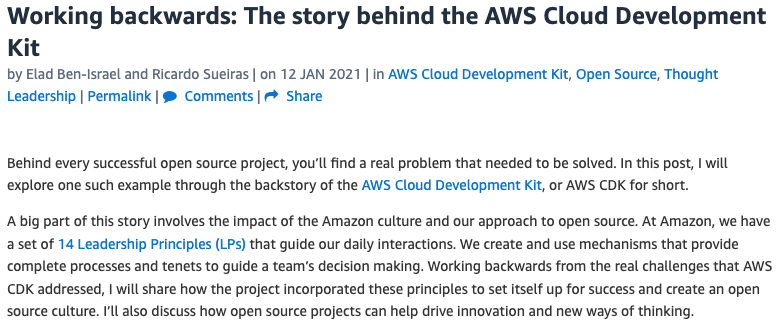 Working backwards: The story behind the AWS Cloud Development
Kit
by Elad Ben-Israel and Ricardo Sueiras | on 12 JAN 2021 | in AWS Cloud Development Kit, Open Source, Thought
Leadership | Permalink | Comments | Share
Behind every successful open source project, you’ll find a real problem that needed to be solved. In this post, I will
explore one such example through the backstory of the AWS Cloud Development Kit, or AWS CDK for short.
A big part of this story involves the impact of the Amazon culture and our approach to open source. At Amazon, we have
a set of 14 Leadership Principles (LPs) that guide our daily interactions. We create and use mechanisms that provide
complete processes and tenets to guide a team’s decision making. Working backwards from the real challenges that AWS
CDK addressed, I will share how the project incorporated these principles to set itself up for success and create an open
source culture. I’ll also discuss how open source projects can help drive innovation and new ways of thinking.